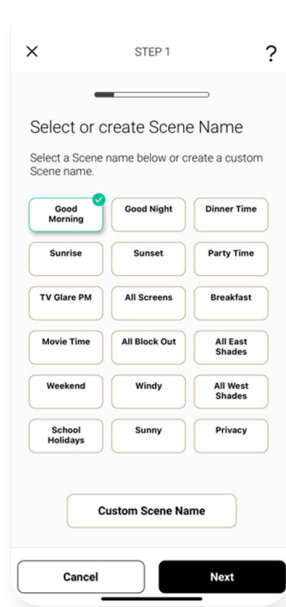 STEP 1
?
Select or create Scene Name
Select a Scene name below or create a custom
Scene name.
Good
Morning
Good Night
Dinner Time
Sunrise
Sunset
Party Time
TV Glare PM
All Screens
Breakfast
Movie Time
All Block Out
All East
Shades
Weekend
Windy
All West
Shades
School
Holidays
Sunny
Privacy
Custom Scene Name
Cancel
Next